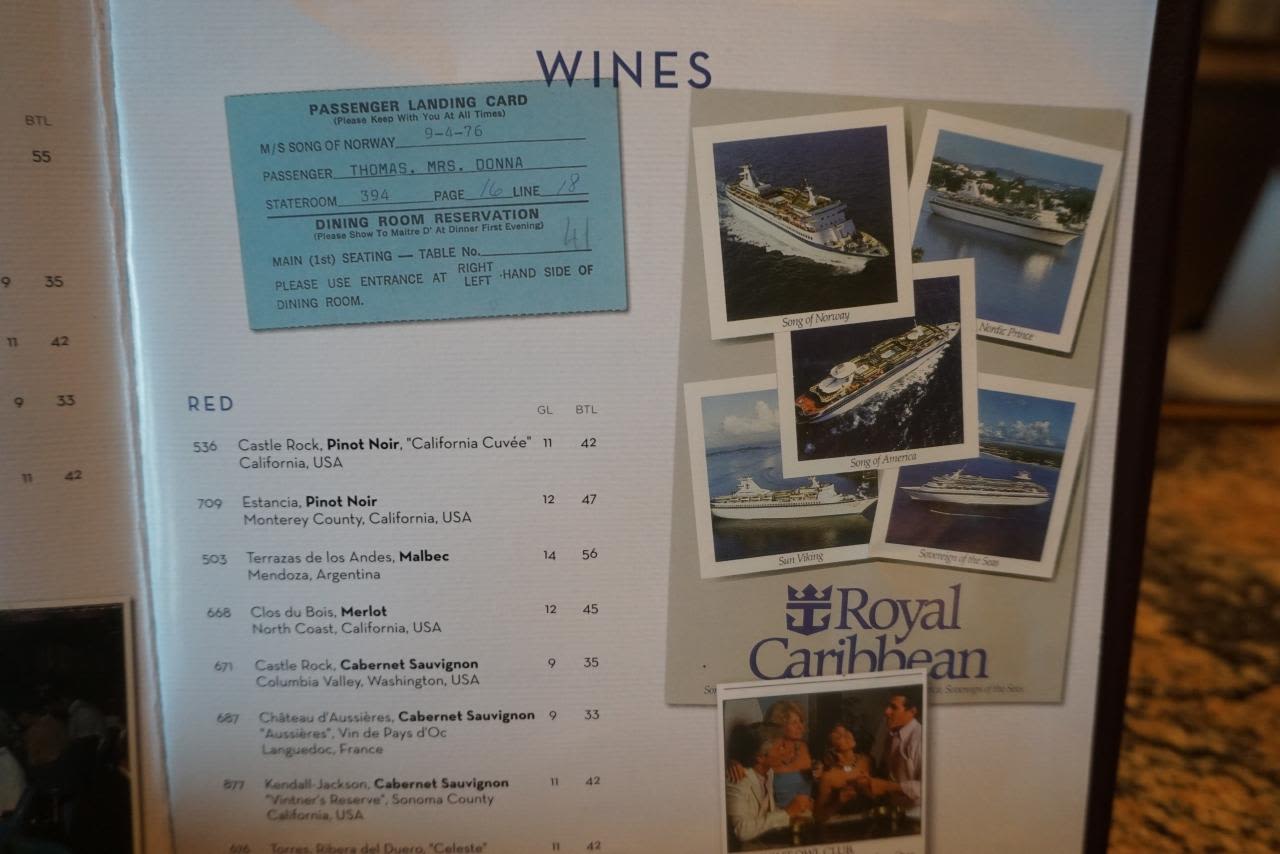 BTL
55
9 35
11 42
9 33
11 42
WINES
PASSENGER LANDING CARD
(Please Keep With You At All Times)
M/S SONG OF NORWAY 9-4-76
PASSENGER THOMAS, MRS. DONNA
STATEROOM 394 PAGE 16 LINE 18
DINING ROOM RESERVATION
(Please Show To Maitre D' At Dinner First Evening)
MAIN (1st) SEATING — TABLE No. 41
PLEASE USE ENTRANCE AT RIGHT LEFT -HAND SIDE OF
DINING ROOM.
RED GL BTL
536 Castle Rock, Pinot Noir, "California Cuvée" 11 42
California, USA
709 Estancia, Pinot Noir 12 47
Monterey County, California, USA
503 Terrazas de los Andes, Malbec 14 56
Mendoza, Argentina
668 Clos du Bois, Merlot 12 45
North Coast, California, USA
671 Castle Rock, Cabernet Sauvignon 9 35
Columbia Valley, Washington, USA
687 Château d'Aussières, Cabernet Sauvignon 9 33
"Aussières", Vin de Pays d'Oc
Languedoc, France
877 Kendall-Jackson, Cabernet Sauvignon 11 42
"Vintner's Reserve", Sonoma County
California, USA
696 Torres, Ribera del Duero, "Celeste" 11 42
Song of Norway
Nordic Prince
Song of America
Sun Viking
Sovereign of the Seas
Royal
Caribbean
Sovereign of the Seas
CLUB